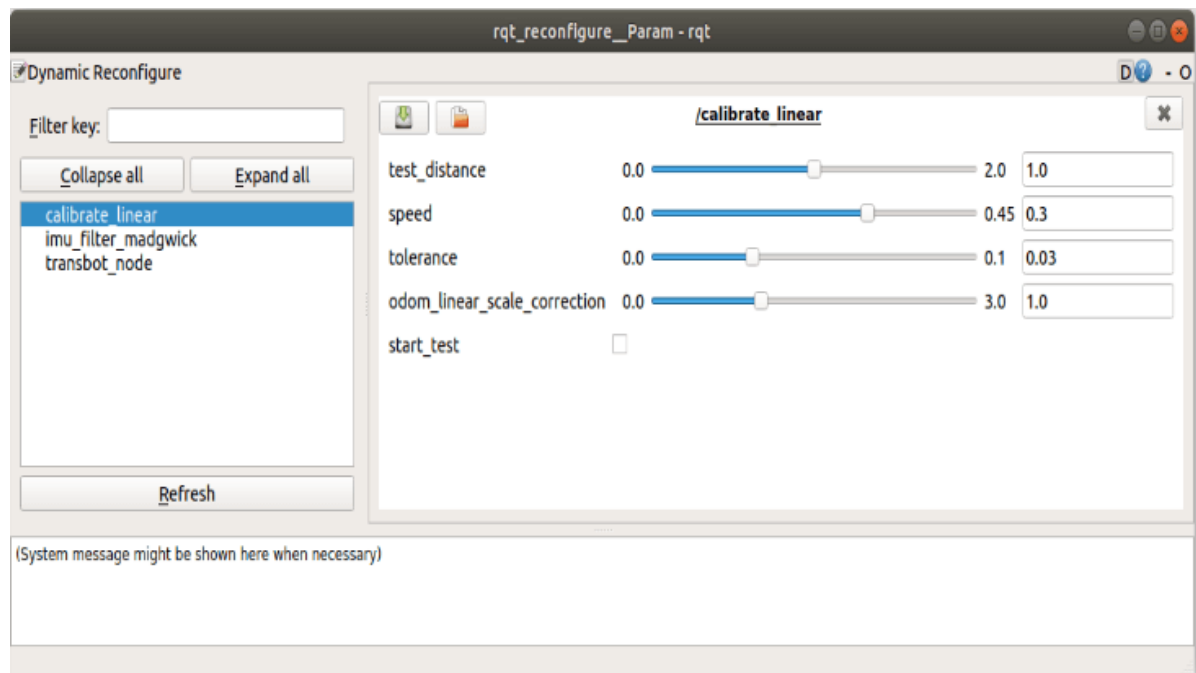 rqt_reconfigure__Param - rqt
Dynamic Reconfigure
D? - O
Filter key:
Collapse all
Expand all
calibrate_linear
imu_filter_madgwick
transbot_node
Refresh
/calibrate_linear
test_distance 0.0 2.0 1.0
speed 0.0 0.45 0.3
tolerance 0.0 0.1 0.03
odom_linear_scale_correction 0.0 3.0 1.0
start_test
(System message might be shown here when necessary)